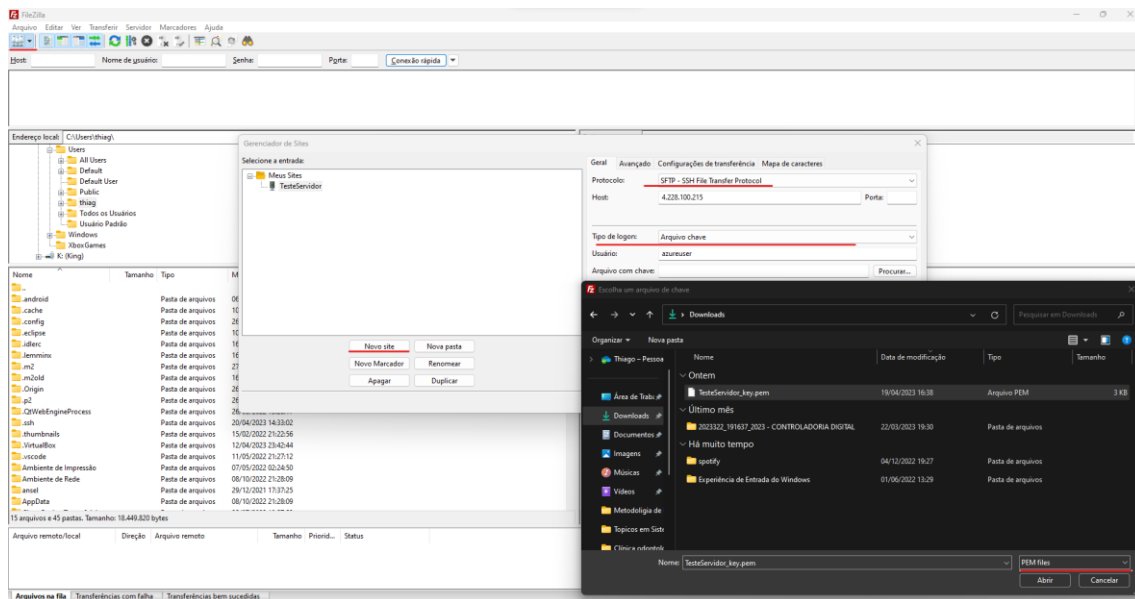 FileZilla
Arquivo Editar Ver Transferir Servidor Marcadores Ajuda
Host: Nome de usuário: Senha: Porta: Conexão rápida
Endereço local: C:\Users\thiag\
Users
All Users
Default
Default User
Public
thiag
Todos os Usuários
Usuário Padrão
Windows
XboxGames
K: (King)
Nome Tamanho Tipo M
..
.android Pasta de arquivos 06
.cache Pasta de arquivos 10
.config Pasta de arquivos 26
.eclipse Pasta de arquivos 10
.idlerc Pasta de arquivos 16
.lemminx Pasta de arquivos 16
.m2 Pasta de arquivos 27
.m2old Pasta de arquivos 16
.Origin Pasta de arquivos 26
.p2 Pasta de arquivos 26
.QtWebEngineProcess Pasta de arquivos
.ssh Pasta de arquivos 20/04/2023 14:33:02
.thumbnails Pasta de arquivos 15/02/2022 21:22:56
.VirtualBox Pasta de arquivos 12/04/2023 23:42:44
.vscode Pasta de arquivos 11/05/2022 21:27:12
Ambiente de Impressão Pasta de arquivos 07/05/2022 02:24:50
Ambiente de Rede Pasta de arquivos 08/10/2022 21:28:09
ansel Pasta de arquivos 29/12/2021 17:37:25
AppData Pasta de arquivos 08/10/2022 21:28:09
15 arquivos e 45 pastas. Tamanho: 18.449.820 bytes
Arquivo remoto/local Direção Arquivo remoto Tamanho Priorid... Status
Arquivos na fila Transferências com falha Transferências bem sucedidas
Gerenciador de Sites
Selecione a entrada:
Meus Sites
TesteServidor
Novo site Nova pasta
Novo Marcador Renomear
Apagar Duplicar
Geral Avançado Configurações de transferência Mapa de caracteres
Protocolo: SFTP - SSH File Transfer Protocol
Host: 4.228.100.215 Porta:
Tipo de logon: Arquivo chave
Usuário: azureuser
Arquivo com chave: Procurar...
Escolha um arquivo de chave
Downloads Pesquisar em Downloads
Organizar Nova pasta
Thiago – Pessoa
Área de Traba
Downloads
Documentos
Imagens
Músicas
Vídeos
Metodoligia de
Topicos em Siste
Clínica odontolo
Nome Data de modificação Tipo Tamanho
Ontem
TesteServidor_key.pem 19/04/2023 16:38 Arquivo PEM 3 KB
Último mês
2023322_191637_2023 - CONTROLADORIA DIGITAL 22/03/2023 19:30 Pasta de arquivos
Há muito tempo
spotify 04/12/2022 19:27 Pasta de arquivos
Experiência de Entrada do Windows 01/06/2022 13:29 Pasta de arquivos
Nome: TesteServidor_key.pem PEM files
Abrir Cancelar